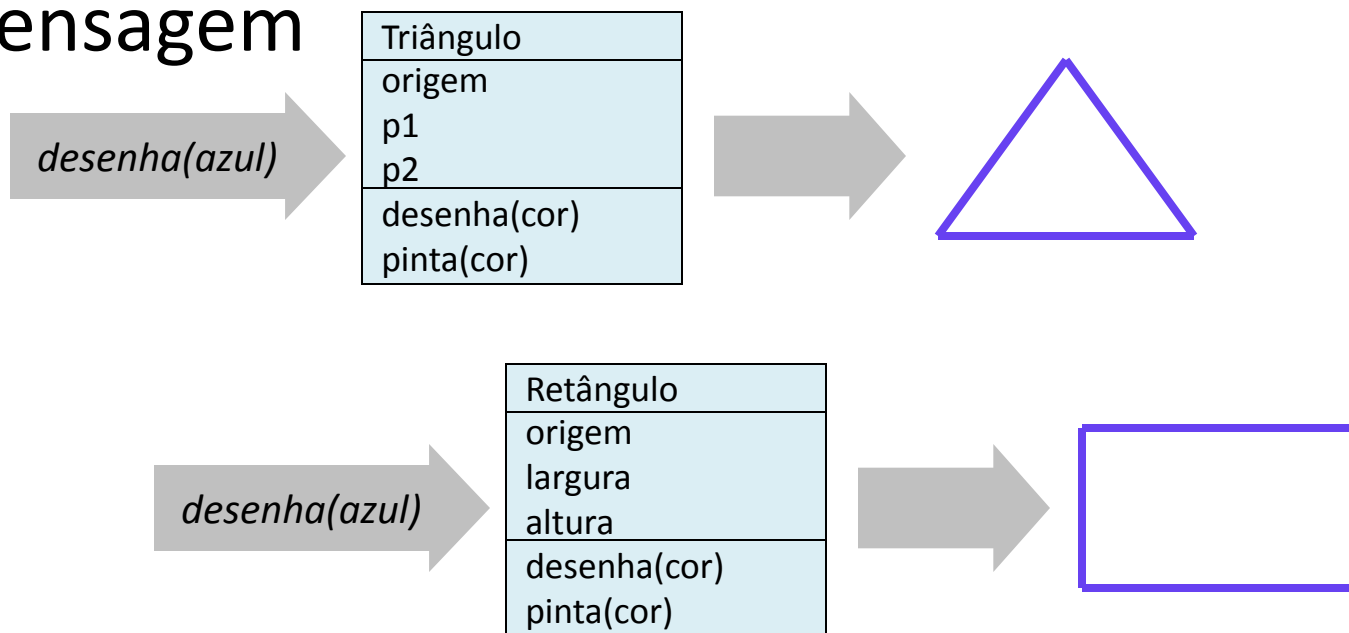 ensagem
desenha(azul)
Triângulo
origem
p1
p2
desenha(cor)
pinta(cor)
desenha(azul)
Retângulo
origem
largura
altura
desenha(cor)
pinta(cor)